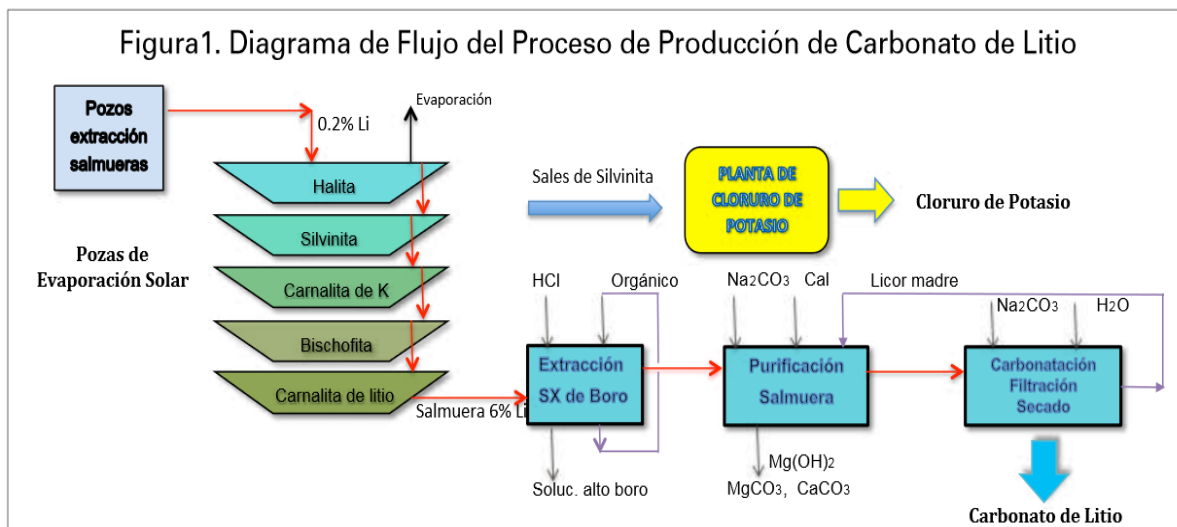 Figura1. Diagrama de Flujo del Proceso de Producción de Carbonato de Litio
Pozos
extracción
salmueras
0.2% Li
Evaporación
Halita
Silvinita
Carnalita de K
Bischofita
Carnalita de litio
Pozas de
Evaporación Solar
Salmuera 6% Li
Sales de Silvinita
PLANTA DE
CLORURO DE
POTASIO
Cloruro de Potasio
HCl
Orgánico
Extracción
SX de Boro
Soluc. alto boro
Na2CO3
Cal
Licor madre
Purificación
Salmuera
Mg(OH)2
MgCO3, CaCO3
Na2CO3
H2O
Carbonatación
Filtración
Secado
Carbonato de Litio